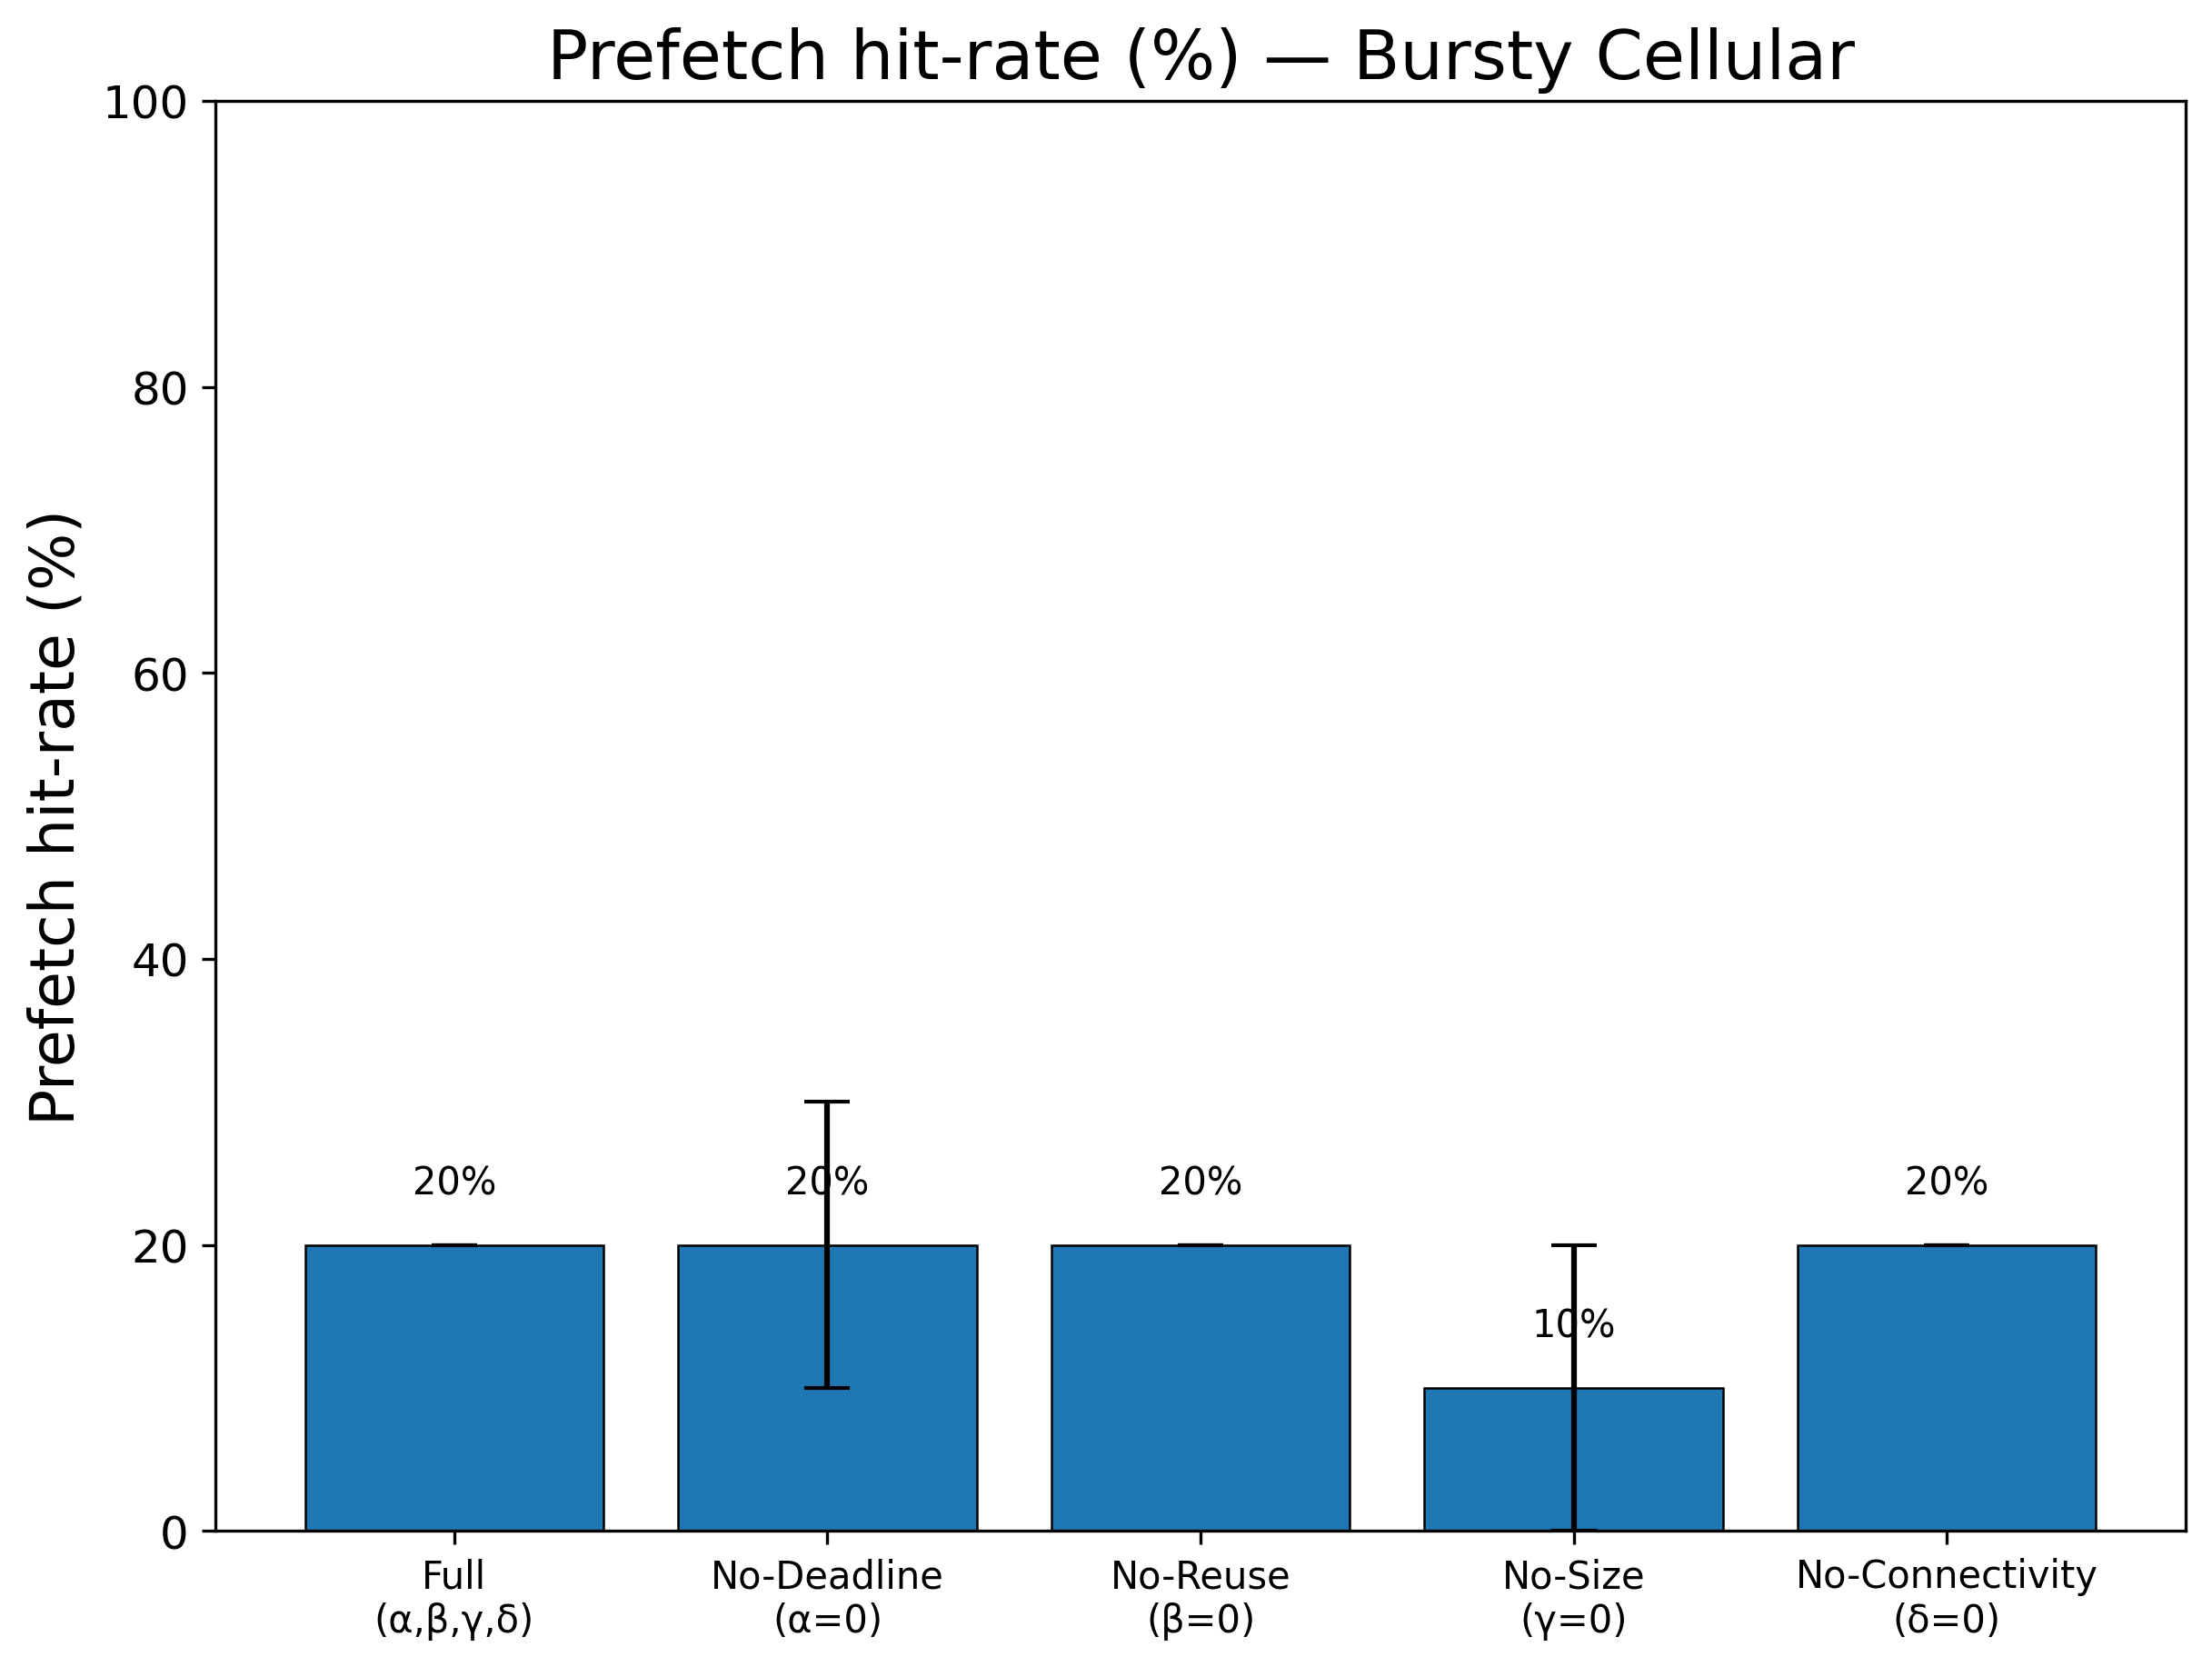 Prefetch hit-rate (%) — Bursty Cellular
Prefetch hit-rate (%)
100
80
60
40
20
0
20%
20%
20%
10%
20%
Full
(α,β,γ,δ)
No-Deadline
(α=0)
No-Reuse
(β=0)
No-Size
(γ=0)
No-Connectivity
(δ=0)